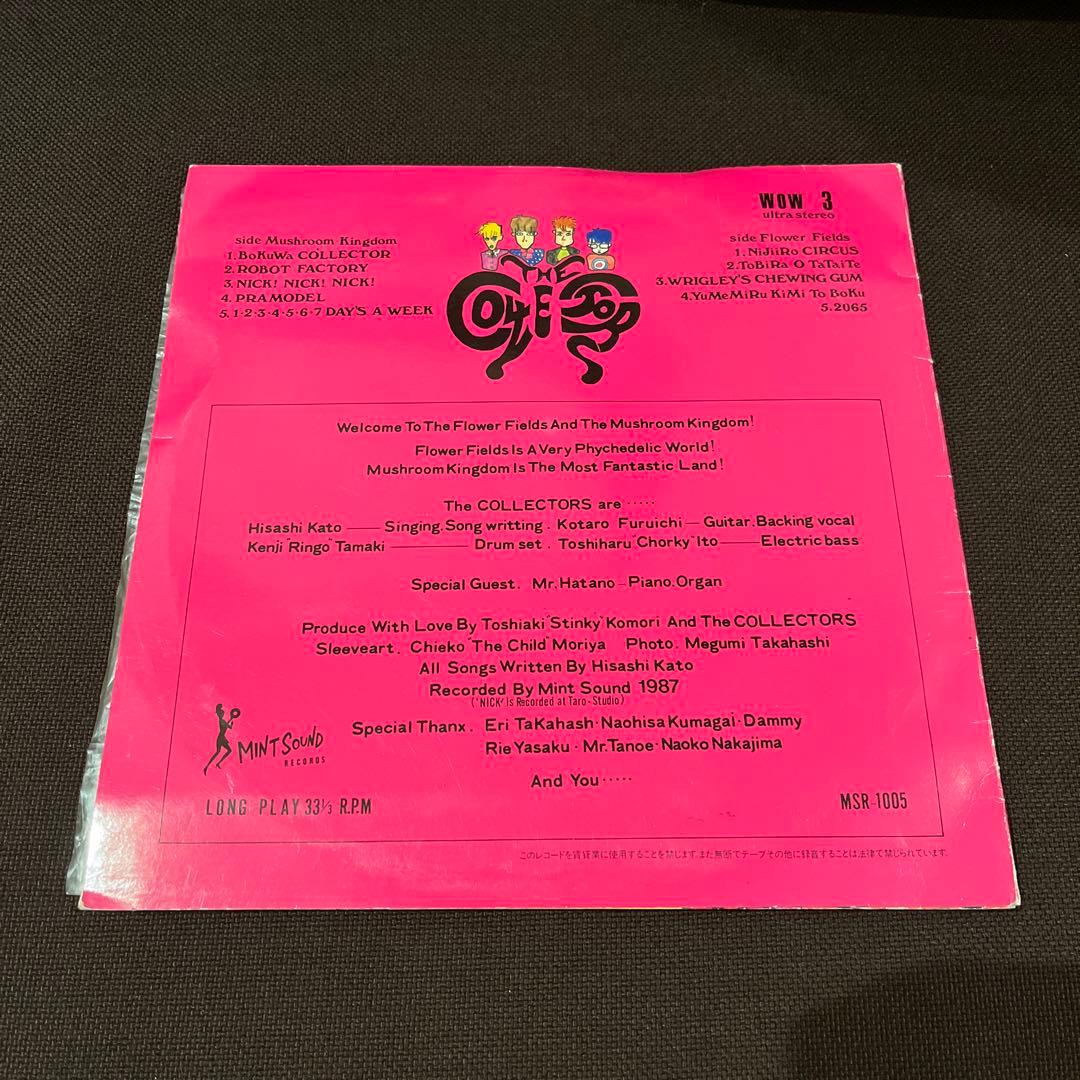 WOW 3
ultra stereo
side Mushroom Kingdom
1. BoKuWa COLLECTOR
2. ROBOT FACTORY
3. NICK! NICK! NICK!
4. PRAMODEL
5. 1·2·3·4·5·6·7 DAY'S A WEEK
THE COLLECTORS
side Flower Fields
1. NiJiiRo CIRCUS
2. ToBiRa O TaTaiTe
3. WRIGLEY'S CHEWING GUM
4. YuMeMiRu KiMi To BoKu
5. 2065
Welcome To The Flower Fields And The Mushroom Kingdom!
Flower Fields Is A Very Phychedelic World!
Mushroom Kingdom Is The Most Fantastic Land!
The COLLECTORS are ·····
Hisashi Kato — Singing. Song writting . Kotaro Furuichi — Guitar. Backing vocal
Kenji "Ringo" Tamaki — Drum set . Toshiharu "Chorky" Ito — Electric bass
Special Guest. Mr. Hatano — Piano. Organ
Produce With Love By Toshiaki "Stinky" Komori And The COLLECTORS
Sleeveart . Chieko "The Child" Moriya Photo. Megumi Takahashi
All Songs Written By Hisashi Kato
Recorded By Mint Sound 1987
("NICK" is Recorded at Taro-Studio)
Special Thanx . Eri TaKahash · Naohisa Kumagai · Dammy
Rie Yasaku · Mr. Tanoe · Naoko Nakajima
And You ·····
MINT SOUND
RECORDS
LONG PLAY 33⅓ R.P.M
MSR-1005
このレコードを賃貸業に使用することを禁じます。また無断でテープその他に録音することは法律で禁じられています。